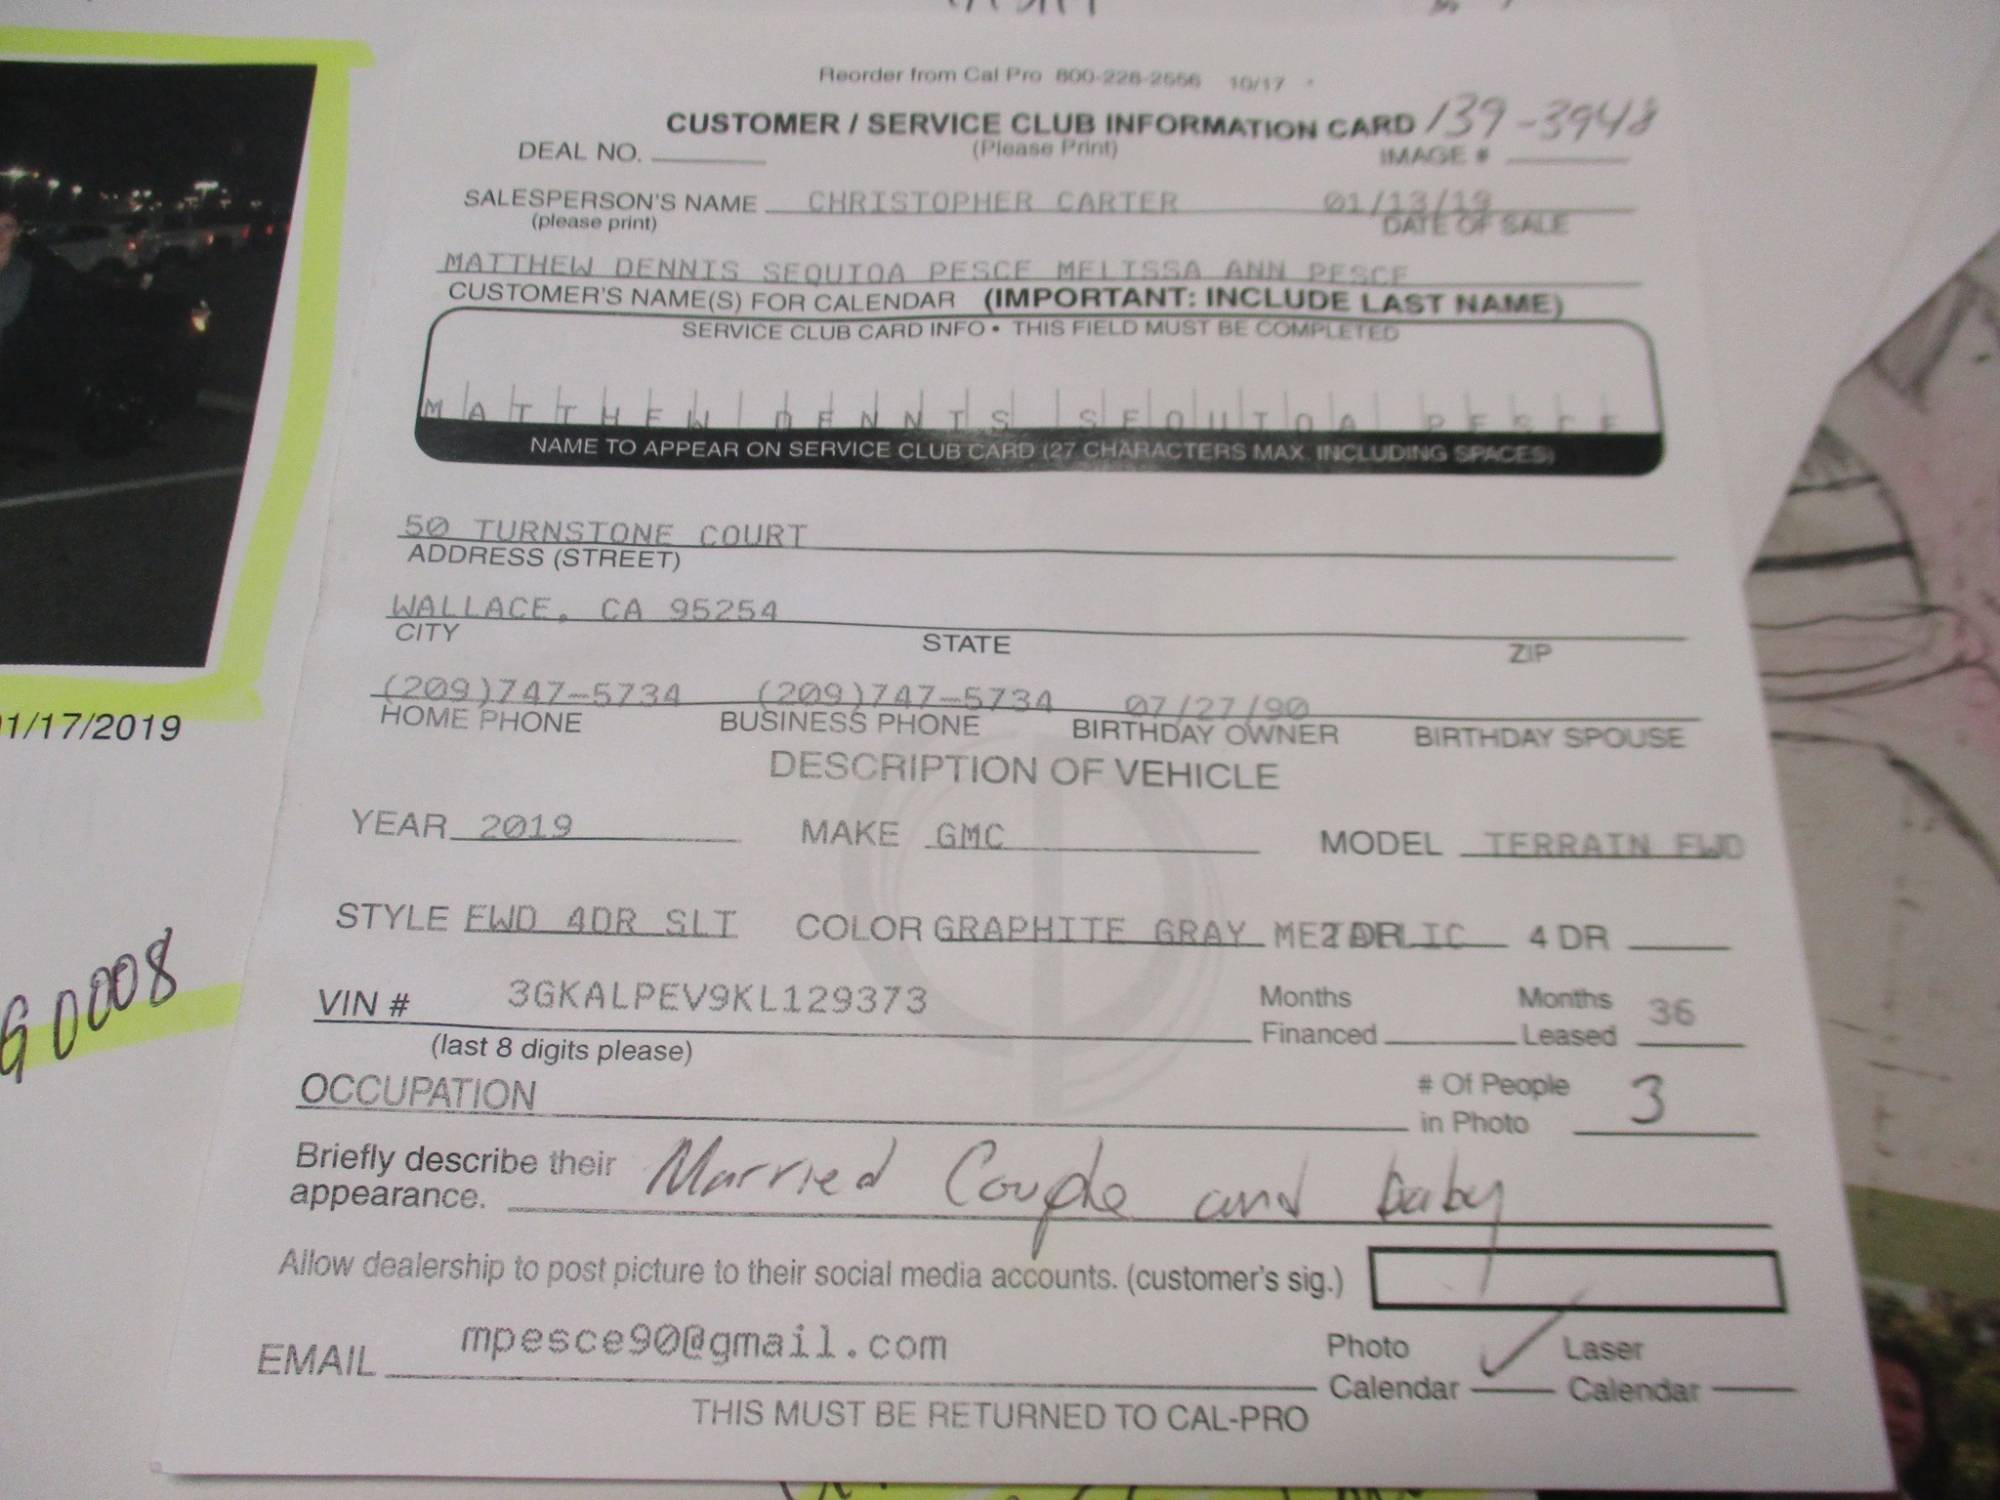 Reorder from Cal Pro 800-228-2556 10/17
CUSTOMER / SERVICE CLUB INFORMATION CARD 139-3948
DEAL NO. (Please Print) IMAGE #
SALESPERSON'S NAME CHRISTOPHER CARTER 01/13/19
(please print) DATE OF SALE
MATTHEW DENNIS SEQUIOA PESCE MELISSA ANN PESCE
CUSTOMER'S NAME(S) FOR CALENDAR (IMPORTANT: INCLUDE LAST NAME)
SERVICE CLUB CARD INFO • THIS FIELD MUST BE COMPLETED
MATTHEW DENNIS SEQUIOA PESCE
NAME TO APPEAR ON SERVICE CLUB CARD (27 CHARACTERS MAX. INCLUDING SPACES)
50 TURNSTONE COURT
ADDRESS (STREET)
WALLACE, CA 95254
CITY STATE ZIP
(209)747-5734 (209)747-5734 07/27/90
HOME PHONE BUSINESS PHONE BIRTHDAY OWNER BIRTHDAY SPOUSE
1/17/2019
DESCRIPTION OF VEHICLE
YEAR 2019 MAKE GMC MODEL TERRAIN FWD
STYLE FWD 4DR SLT COLOR GRAPHITE GRAY METALLIC 2 DR 4 DR
G0008
VIN # 3GKALPEV9KL129373 Months Financed Months Leased 36
(last 8 digits please)
OCCUPATION # Of People in Photo 3
Briefly describe their appearance. Married Couple and baby
Allow dealership to post picture to their social media accounts. (customer's sig.)
EMAIL mpesce90@gmail.com Photo Calendar ✓ Laser Calendar
THIS MUST BE RETURNED TO CAL-PRO